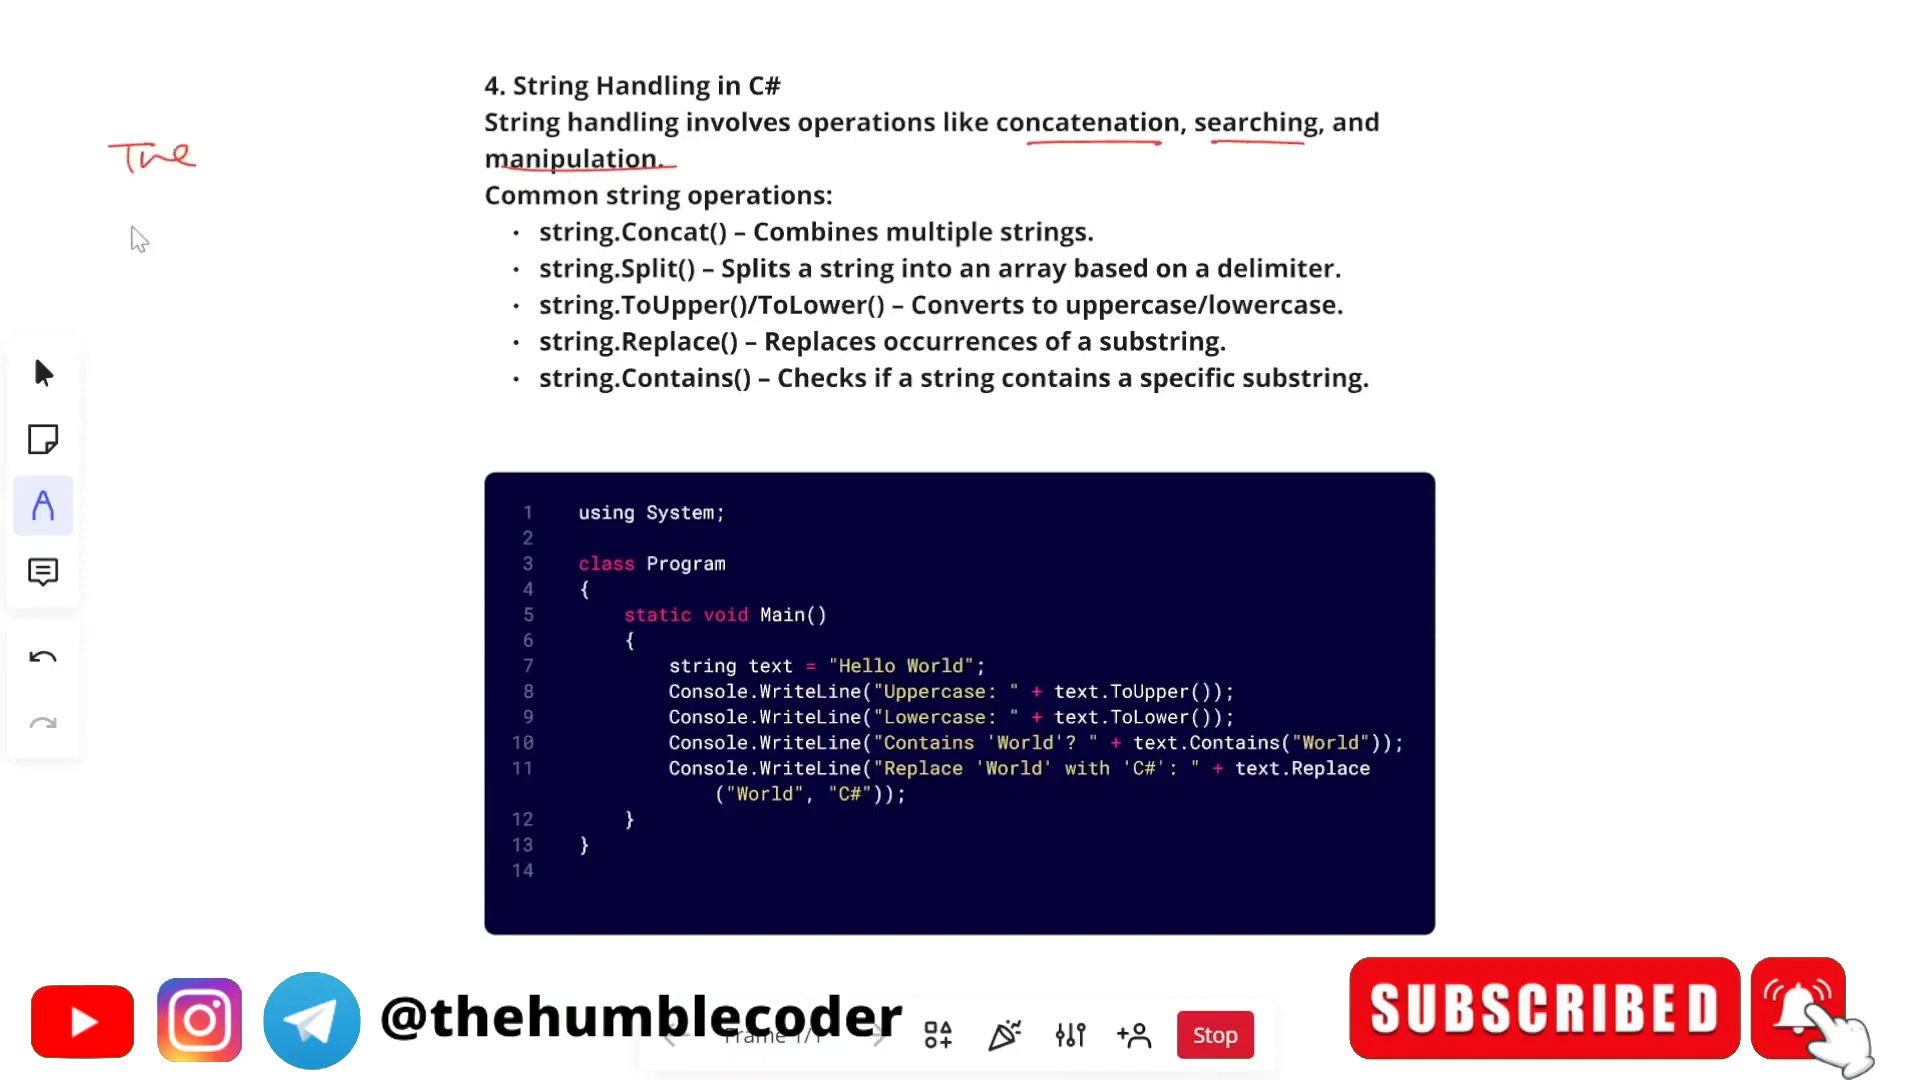 4. String Handling in C#
String handling involves operations like concatenation, searching, and
manipulation.
The
Common string operations:
· string.Concat() – Combines multiple strings.
· string.Split() – Splits a string into an array based on a delimiter.
· string.ToUpper()/ToLower() – Converts to uppercase/lowercase.
· string.Replace() – Replaces occurrences of a substring.
· string.Contains() – Checks if a string contains a specific substring.
1 using System;
2
3 class Program
4 {
5 static void Main()
6 {
7 string text = "Hello World";
8 Console.WriteLine("Uppercase: " + text.ToUpper());
9 Console.WriteLine("Lowercase: " + text.ToLower());
10 Console.WriteLine("Contains 'World'? " + text.Contains("World"));
11 Console.WriteLine("Replace 'World' with 'C#': " + text.Replace
("World", "C#"));
12 }
13 }
14
@thehumblecoder
Frame 1/1
Stop
SUBSCRIBED